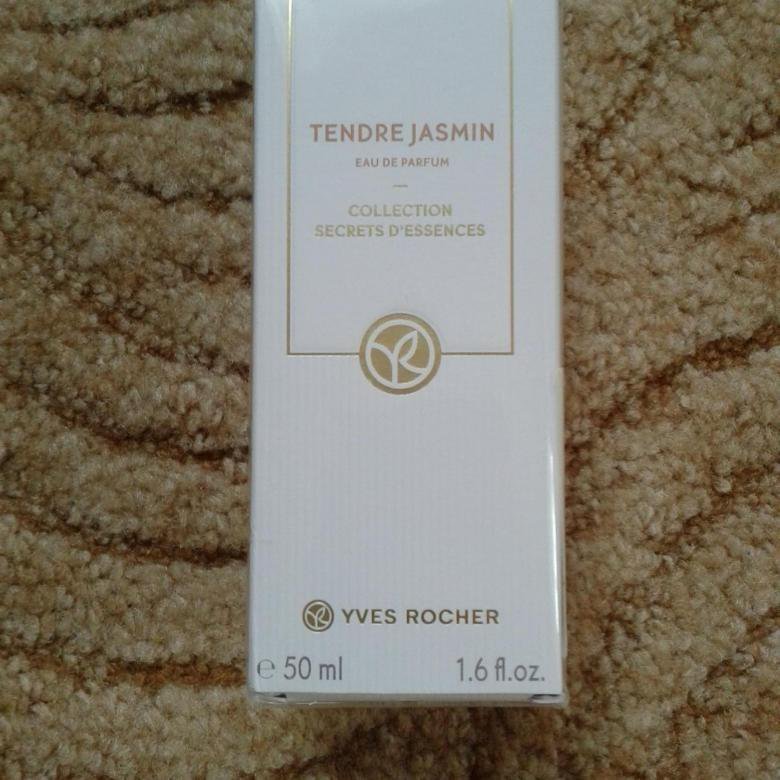 TENDRE JASMIN
EAU DE PARFUM
COLLECTION
SECRETS D'ESSENCES
YVES ROCHER
℮ 50 ml 1.6 fl.oz.